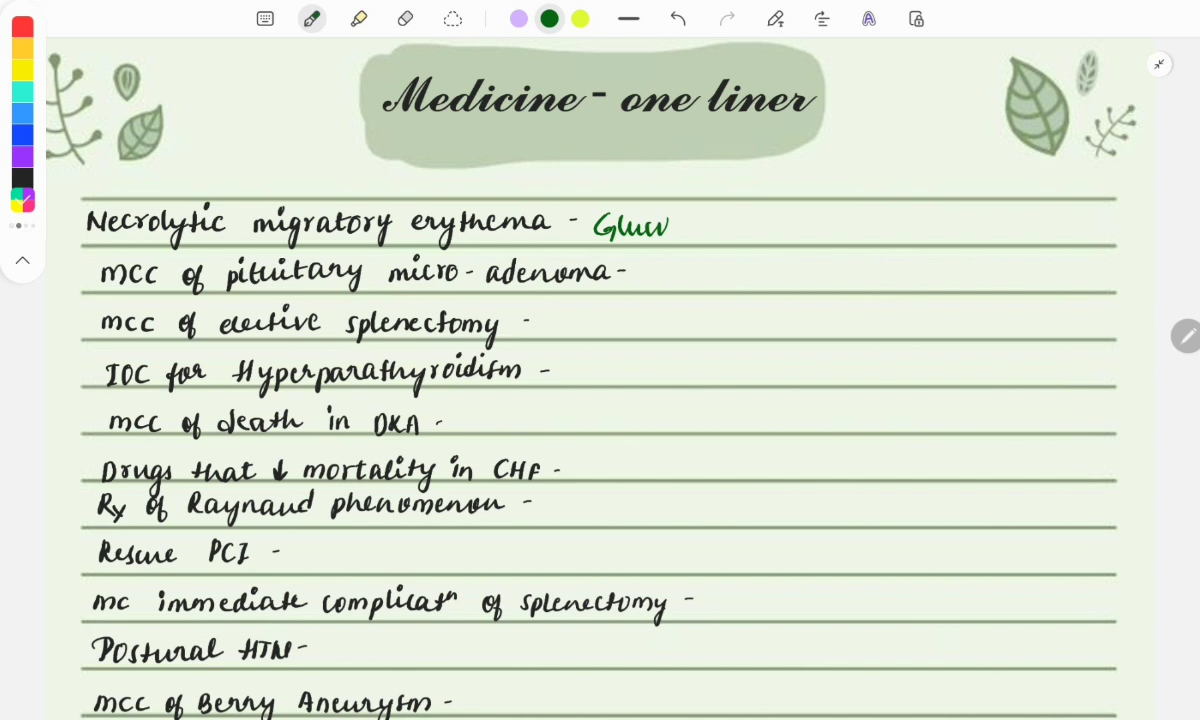 Medicine - one liner
Necrolytic migratory erythema - Gluco
mcc of pituitary micro-adenoma-
mcc of elective splenectomy -
IOC for Hyperparathyroidism -
mcc of death in DKA -
Drugs that ↓ mortality in CHF -
Rx of Raynaud phenomenon -
Rescue PCI -
mc immediate complicatn of splenectomy -
Postural HTN-
mcc of Berry Aneurysm -